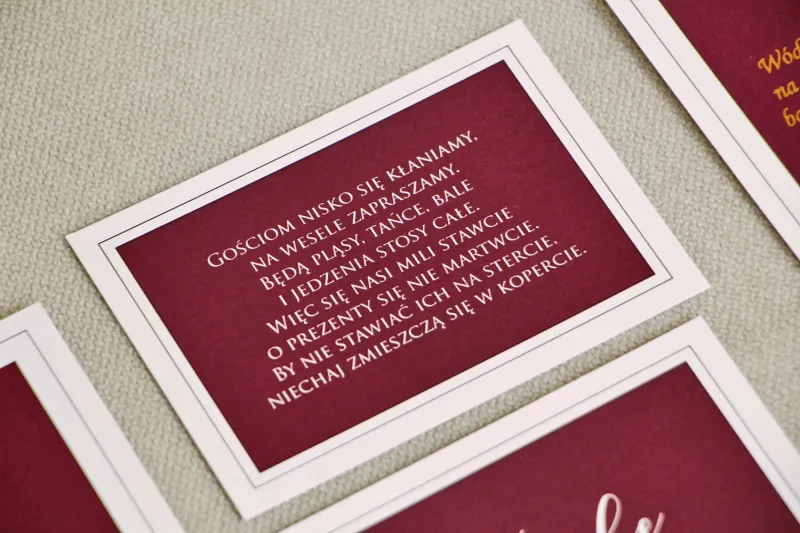 Gościom nisko się kłaniamy,
na wesele zapraszamy.
Będą pląsy, tańce, bale
i jedzenia stosy całe.
Więc się nasi mili stawcie
o prezenty się nie martwcie.
By nie stawiać ich na stercie,
niechaj zmieszczą się w kopercie.
na